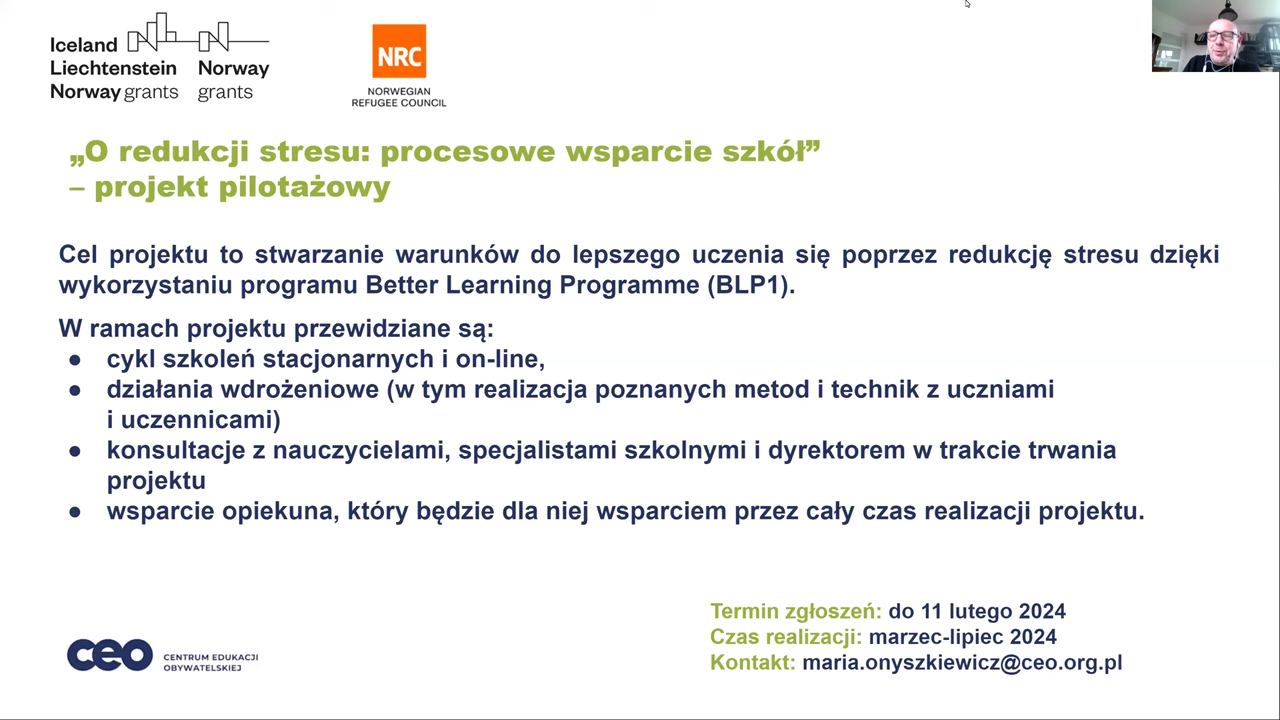 Iceland
Liechtenstein
Norway grants
Norway
grants
NRC
NORWEGIAN
REFUGEE COUNCIL
„O redukcji stresu: procesowe wsparcie szkół”
– projekt pilotażowy
Cel projektu to stwarzanie warunków do lepszego uczenia się poprzez redukcję stresu dzięki
wykorzystaniu programu Better Learning Programme (BLP1).
W ramach projektu przewidziane są:
● cykl szkoleń stacjonarnych i on-line,
● działania wdrożeniowe (w tym realizacja poznanych metod i technik z uczniami
i uczennicami)
● konsultacje z nauczycielami, specjalistami szkolnymi i dyrektorem w trakcie trwania
projektu
● wsparcie opiekuna, który będzie dla niej wsparciem przez cały czas realizacji projektu.
Termin zgłoszeń: do 11 lutego 2024
Czas realizacji: marzec-lipiec 2024
Kontakt: maria.onyszkiewicz@ceo.org.pl
ceo
CENTRUM EDUKACJI
OBYWATELSKIEJ